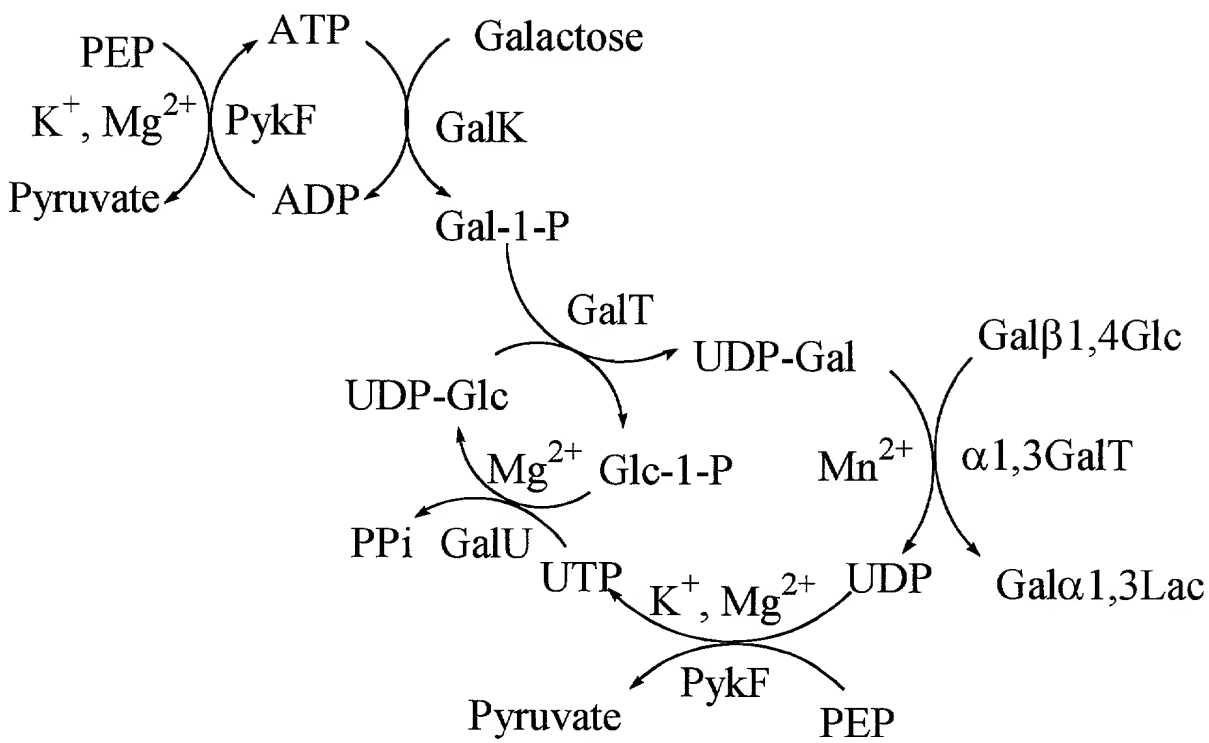 ATP
Galactose
PEP
K⁺, Mg²⁺
PykF
GalK
Pyruvate
ADP
Gal-1-P
GalT
UDP-Gal
Galβ1,4Glc
UDP-Glc
Mg²⁺
Glc-1-P
Mn²⁺
α1,3GalT
PPi
GalU
UTP
K⁺, Mg²⁺
UDP
Galα1,3Lac
PykF
Pyruvate
PEP